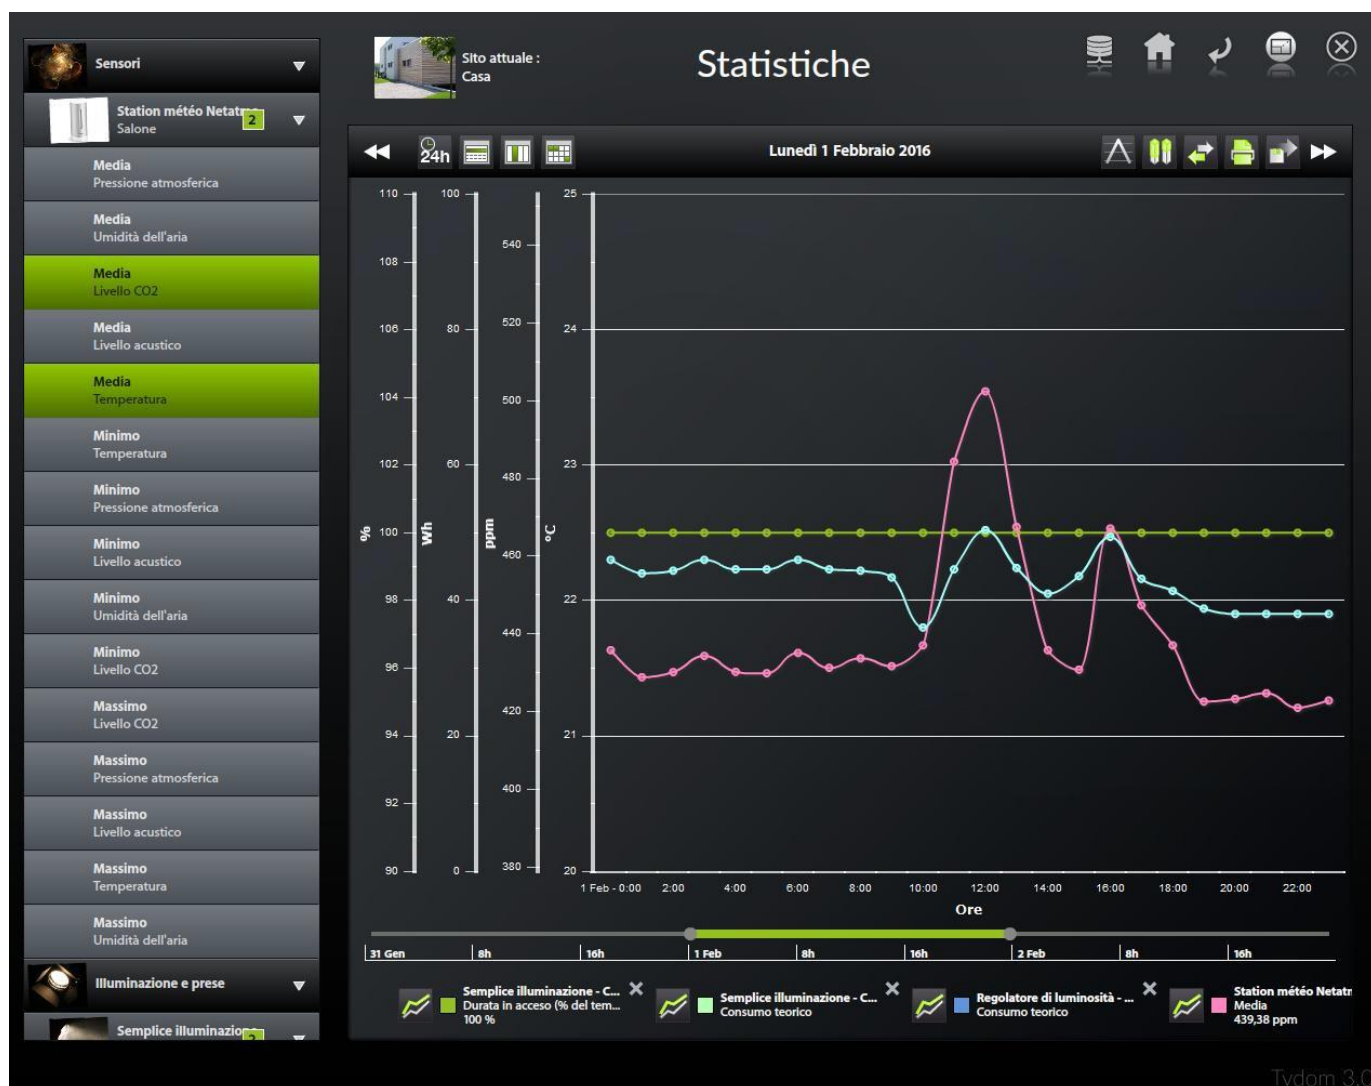 Sensori
Station météo Netatm
2
Salone
Media
Pressione atmosferica
Media
Umidità dell'aria
Media
Livello CO2
Media
Livello acustico
Media
Temperatura
Minimo
Temperatura
Minimo
Pressione atmosferica
Minimo
Livello acustico
Minimo
Umidità dell'aria
Minimo
Livello CO2
Massimo
Livello CO2
Massimo
Pressione atmosferica
Massimo
Livello acustico
Massimo
Temperatura
Massimo
Umidità dell'aria
Illuminazione e prese
Semplice illuminazione
2
Sito attuale :
Casa
Statistiche
24h
Lunedì 1 Febbraio 2016
110 100 25
540
108
520
106 80 24
104 500
102 60 23
480
% 100 Wh ppm °C
460
98 40 22
440
96
420
94 20 21
400
92
380
90 0 20
1 Feb - 0:00 2:00 4:00 6:00 8:00 10:00 12:00 14:00 16:00 18:00 20:00 22:00
Ore
31 Gen 8h 16h 1 Feb 8h 16h 2 Feb 8h 16h
Semplice illuminazione - C...
Durata in acceso (% del tem...
100 %
Semplice illuminazione - C...
Consumo teorico
Regolatore di luminosità - ...
Consumo teorico
Station météo Netatm
Media
439,38 ppm
Tydom 3.0